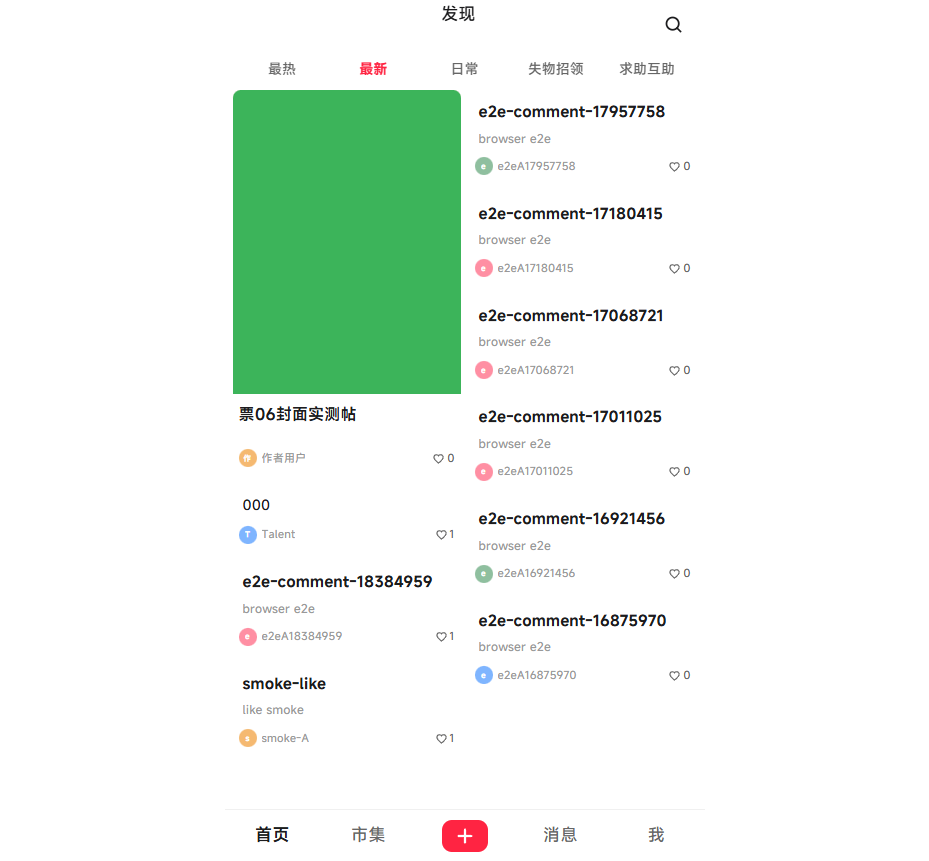 发现
最热 最新 日常 失物招领 求助互助
票06封面实测帖
作 作者用户 0
000
T Talent 1
e2e-comment-18384959
browser e2e
e e2eA18384959 1
smoke-like
like smoke
s smoke-A 1
e2e-comment-17957758
browser e2e
e e2eA17957758 0
e2e-comment-17180415
browser e2e
e e2eA17180415 0
e2e-comment-17068721
browser e2e
e e2eA17068721 0
e2e-comment-17011025
browser e2e
e e2eA17011025 0
e2e-comment-16921456
browser e2e
e e2eA16921456 0
e2e-comment-16875970
browser e2e
e e2eA16875970 0
首页 市集 + 消息 我